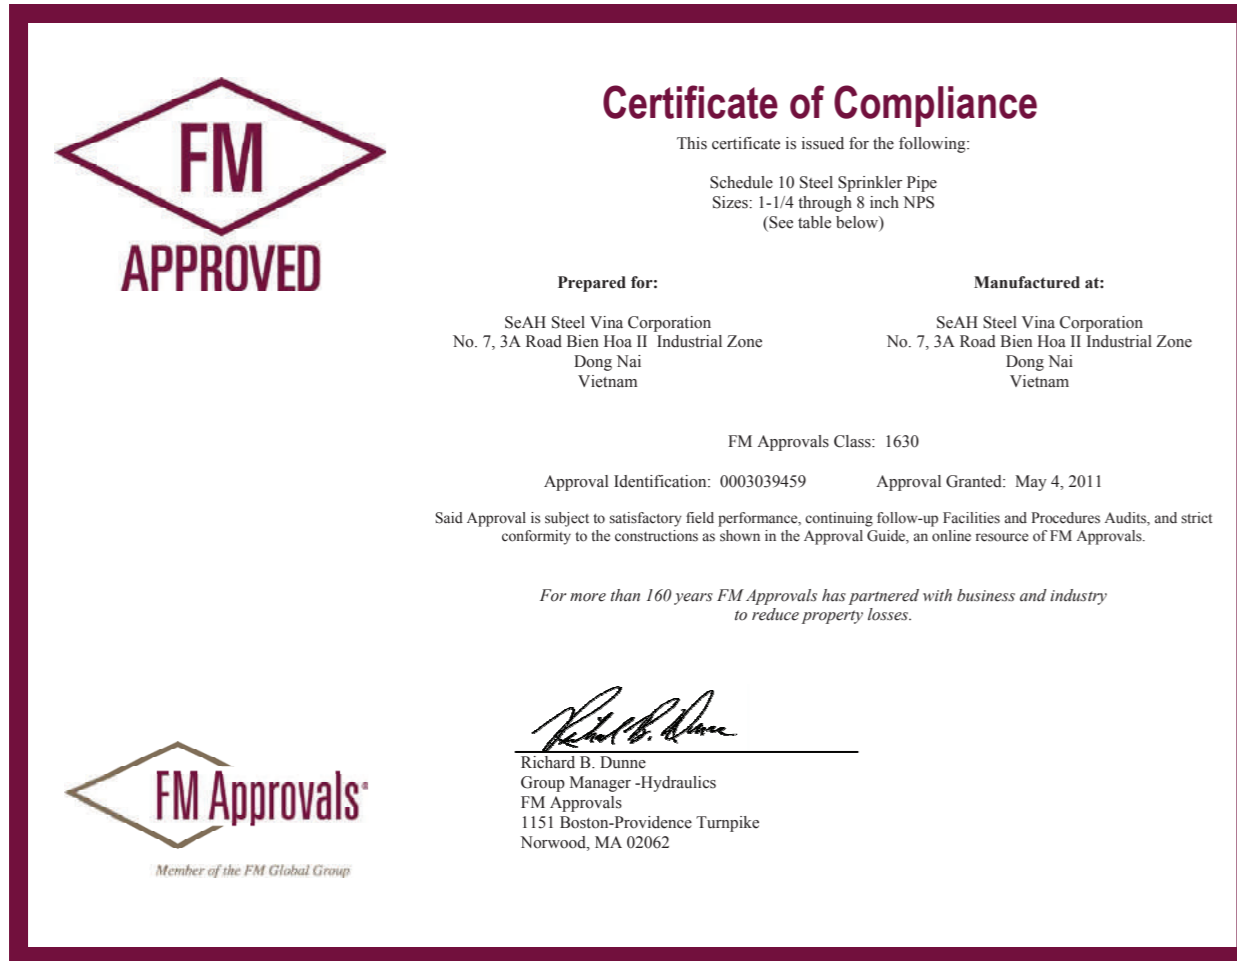 FM
APPROVED
Certificate of Compliance
This certificate is issued for the following:
Schedule 10 Steel Sprinkler Pipe
Sizes: 1-1/4 through 8 inch NPS
(See table below)
Prepared for:
SeAH Steel Vina Corporation
No. 7, 3A Road Bien Hoa II Industrial Zone
Dong Nai
Vietnam
Manufactured at:
SeAH Steel Vina Corporation
No. 7, 3A Road Bien Hoa II Industrial Zone
Dong Nai
Vietnam
FM Approvals Class: 1630
Approval Identification: 0003039459 Approval Granted: May 4, 2011
Said Approval is subject to satisfactory field performance, continuing follow-up Facilities and Procedures Audits, and strict
conformity to the constructions as shown in the Approval Guide, an online resource of FM Approvals.
For more than 160 years FM Approvals has partnered with business and industry
to reduce property losses.
Richard B. Dunne
Richard B. Dunne
Group Manager -Hydraulics
FM Approvals
1151 Boston-Providence Turnpike
Norwood, MA 02062
FM Approvals®
Member of the FM Global Group